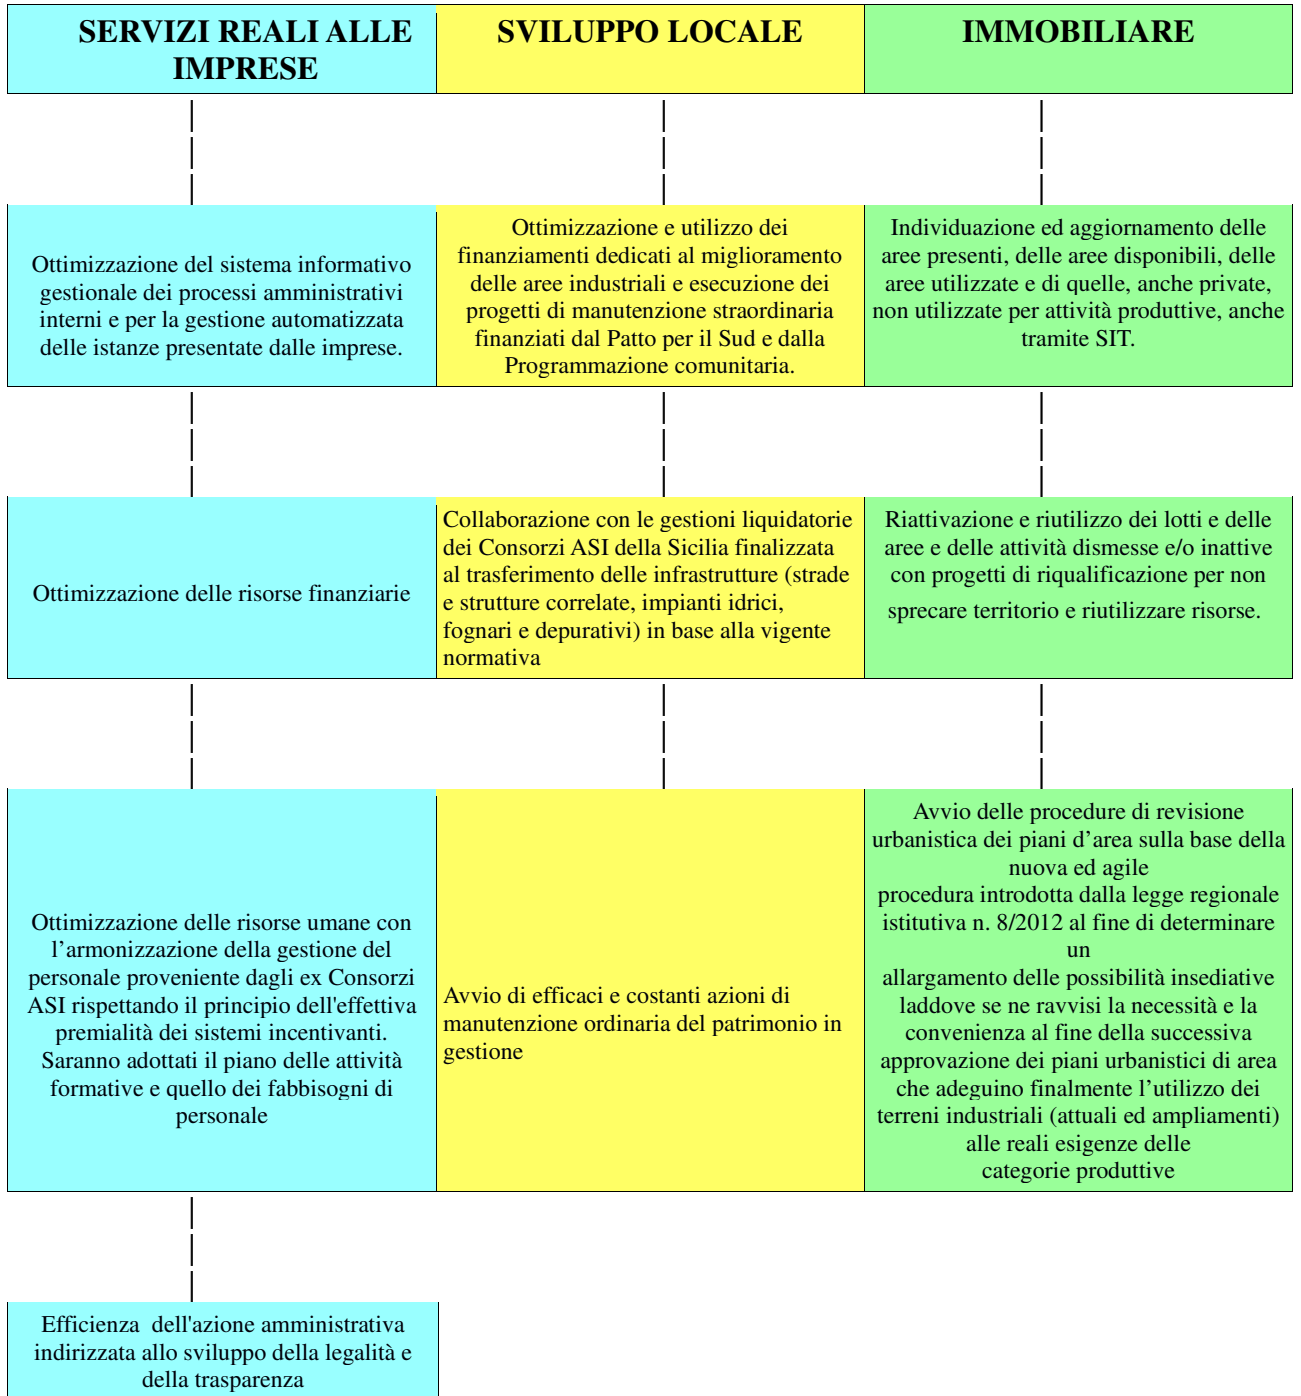 SERVIZI REALI ALLE
IMPRESE
SVILUPPO LOCALE
IMMOBILIARE
Ottimizzazione del sistema informativo
gestionale dei processi amministrativi
interni e per la gestione automatizzata
delle istanze presentate dalle imprese.
Ottimizzazione e utilizzo dei
finanziamenti dedicati al miglioramento
delle aree industriali e esecuzione dei
progetti di manutenzione straordinaria
finanziati dal Patto per il Sud e dalla
Programmazione comunitaria.
Individuazione ed aggiornamento delle
aree presenti, delle aree disponibili, delle
aree utilizzate e di quelle, anche private,
non utilizzate per attività produttive, anche
tramite SIT.
Ottimizzazione delle risorse finanziarie
Collaborazione con le gestioni liquidatorie
dei Consorzi ASI della Sicilia finalizzata
al trasferimento delle infrastrutture (strade
e strutture correlate, impianti idrici,
fognari e depurativi) in base alla vigente
normativa
Riattivazione e riutilizzo dei lotti e delle
aree e delle attività dismesse e/o inattive
con progetti di riqualificazione per non
sprecare territorio e riutilizzare risorse.
Ottimizzazione delle risorse umane con
l’armonizzazione della gestione del
personale proveniente dagli ex Consorzi
ASI rispettando il principio dell'effettiva
premialità dei sistemi incentivanti.
Saranno adottati il piano delle attività
formative e quello dei fabbisogni di
personale
Avvio di efficaci e costanti azioni di
manutenzione ordinaria del patrimonio in
gestione
Avvio delle procedure di revisione
urbanistica dei piani d’area sulla base della
nuova ed agile
procedura introdotta dalla legge regionale
istitutiva n. 8/2012 al fine di determinare
un
allargamento delle possibilità insediative
laddove se ne ravvisi la necessità e la
convenienza al fine della successiva
approvazione dei piani urbanistici di area
che adeguino finalmente l’utilizzo dei
terreni industriali (attuali ed ampliamenti)
alle reali esigenze delle
categorie produttive
Efficienza dell'azione amministrativa
indirizzata allo sviluppo della legalità e
della trasparenza